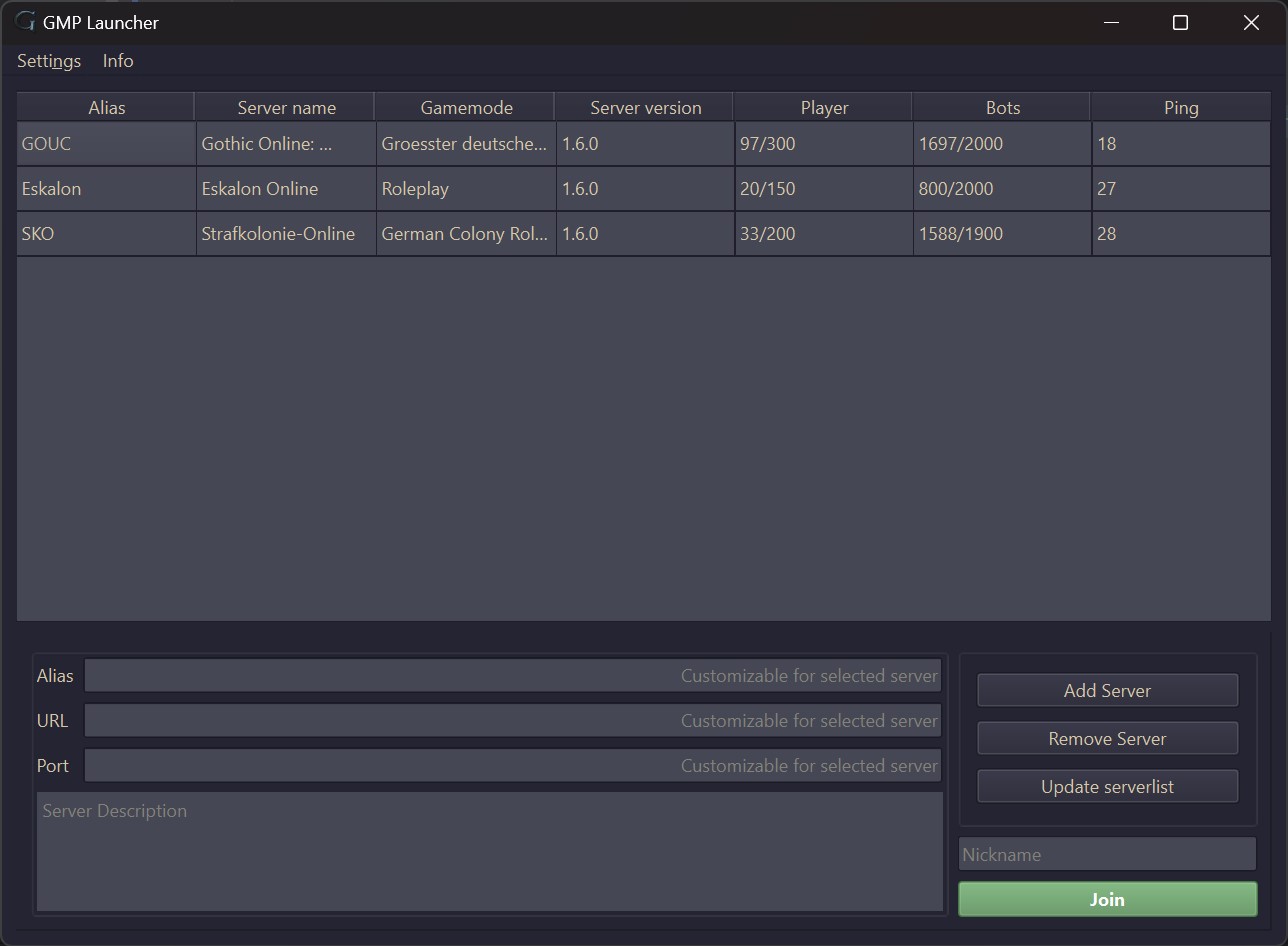 GMP Launcher
Settings Info
Alias Server name Gamemode Server version Player Bots Ping
GOUC Gothic Online: ... Groesster deutsche... 1.6.0 97/300 1697/2000 18
Eskalon Eskalon Online Roleplay 1.6.0 20/150 800/2000 27
SKO Strafkolonie-Online German Colony Rol... 1.6.0 33/200 1588/1900 28
Alias Customizable for selected server
URL Customizable for selected server
Port Customizable for selected server
Server Description
Add Server
Remove Server
Update serverlist
Nickname
Join